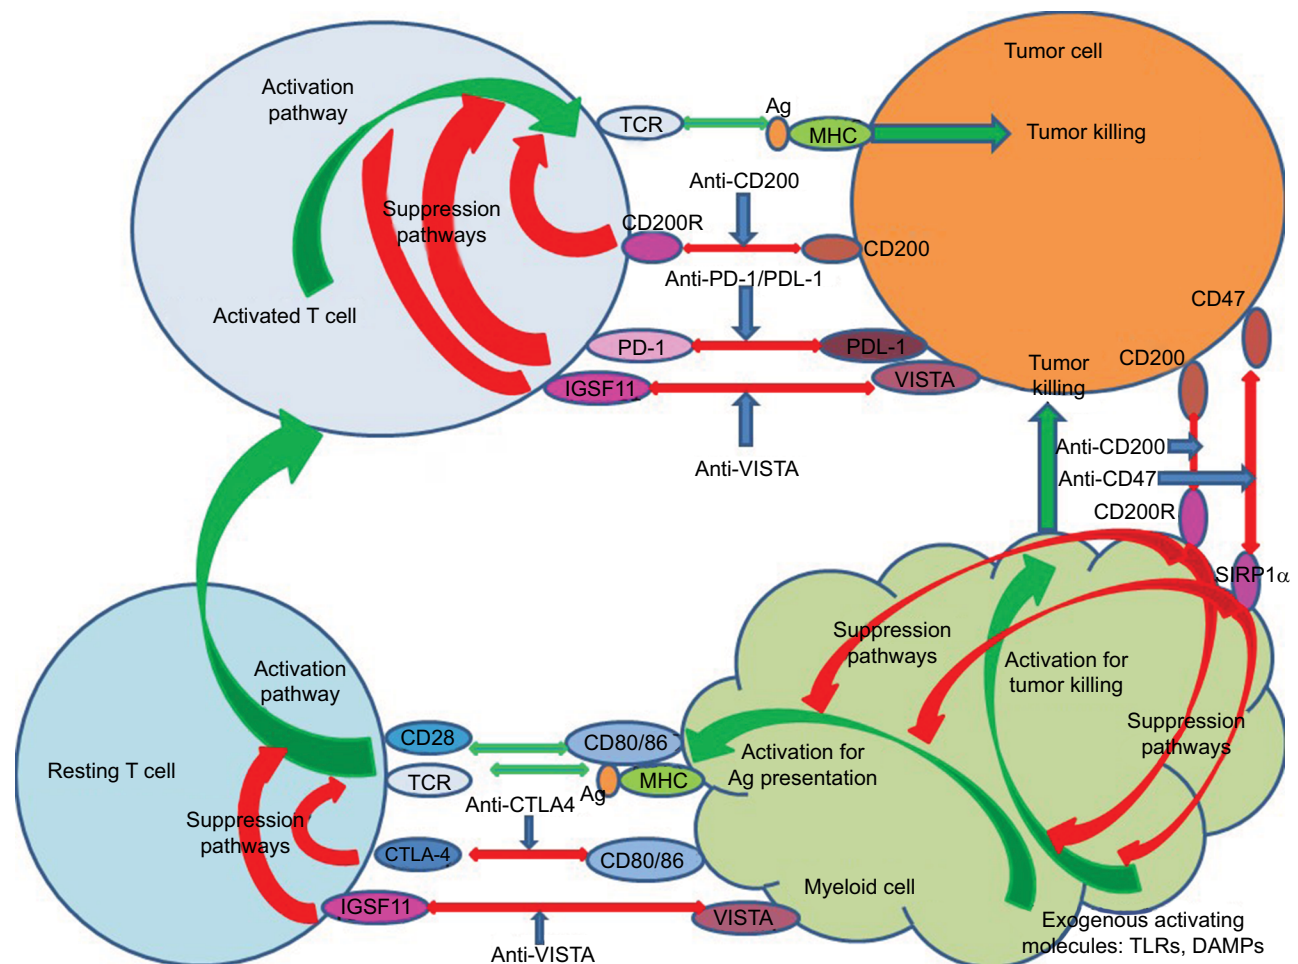 Tumor cell
Activation
pathway
Ag
TCR
MHC
Tumor killing
Anti-CD200
Suppression
pathways
CD200R
CD200
Anti-PD-1/PDL-1
Activated T cell
CD47
PD-1
PDL-1
CD200
Tumor
killing
IGSF11
VISTA
Anti-VISTA
Anti-CD200
Anti-CD47
CD200R
SIRP1α
Suppression
pathways
Activation for
tumor killing
Activation
pathway
Suppression
pathways
CD28
CD80/86
Activation for
Ag presentation
Resting T cell
TCR
Ag
MHC
Anti-CTLA4
Suppression
pathways
CTLA-4
CD80/86
Myeloid cell
IGSF11
VISTA
Exogenous activating
molecules: TLRs, DAMPs
Anti-VISTA